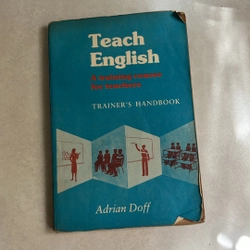 Teach
English
A training course
for teachers
TRAINER'S HANDBOOK
Adrian Doff